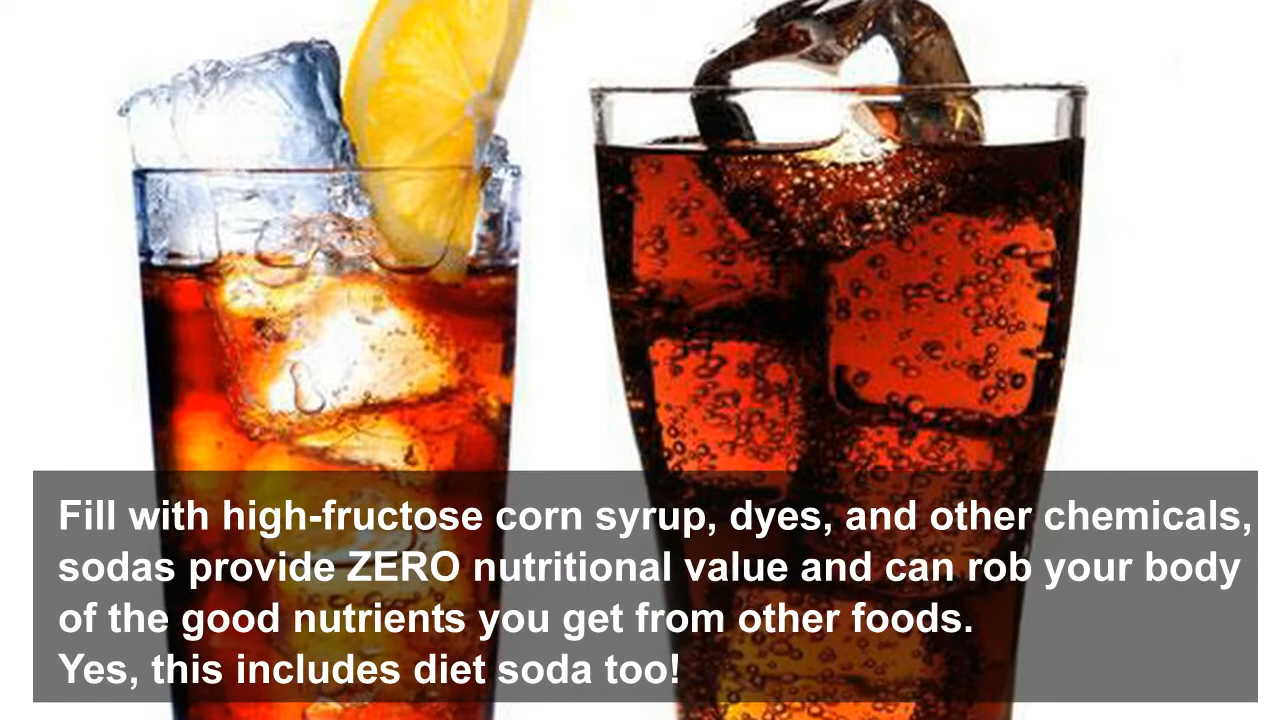 Fill with high-fructose corn syrup, dyes, and other chemicals,
sodas provide ZERO nutritional value and can rob your body
of the good nutrients you get from other foods.
Yes, this includes diet soda too!